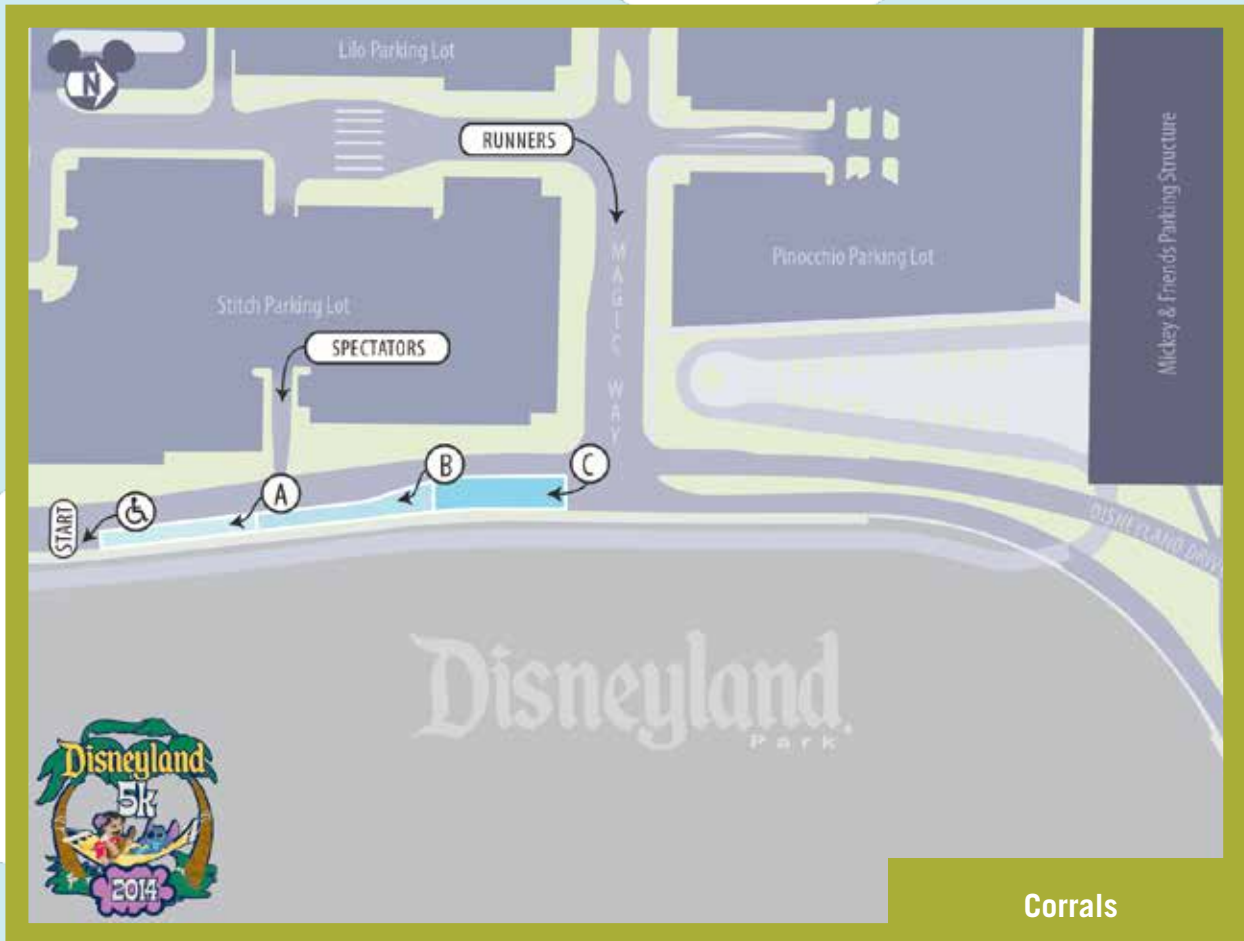 Lilo Parking Lot
N
RUNNERS
Mickey & Friends Parking Structure
MAGIC WAY
Pinocchio Parking Lot
Stitch Parking Lot
SPECTATORS
B
C
A
START
DISNEYLAND DRIVE
Disneyland
Park
Disneyland
5k
2014
Corrals